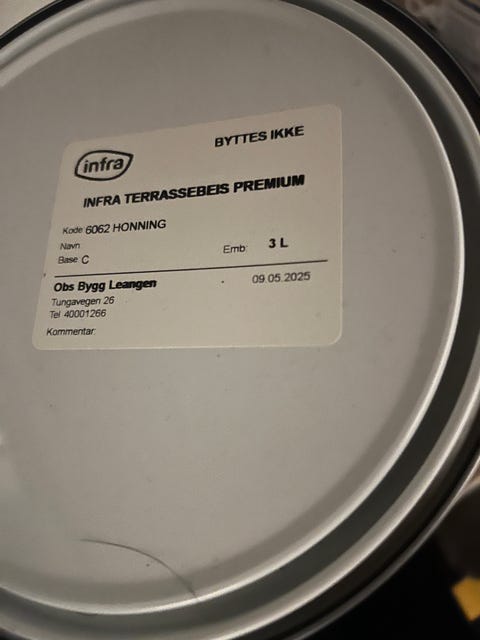 BYTTES IKKE
infra
INFRA TERRASSEBEIS PREMIUM
Kode 6062 HONNING
Navn
Base C Emb: 3 L
Obs Bygg Leangen 09.05.2025
Tungavegen 26
Tel 40001266
Kommentar: